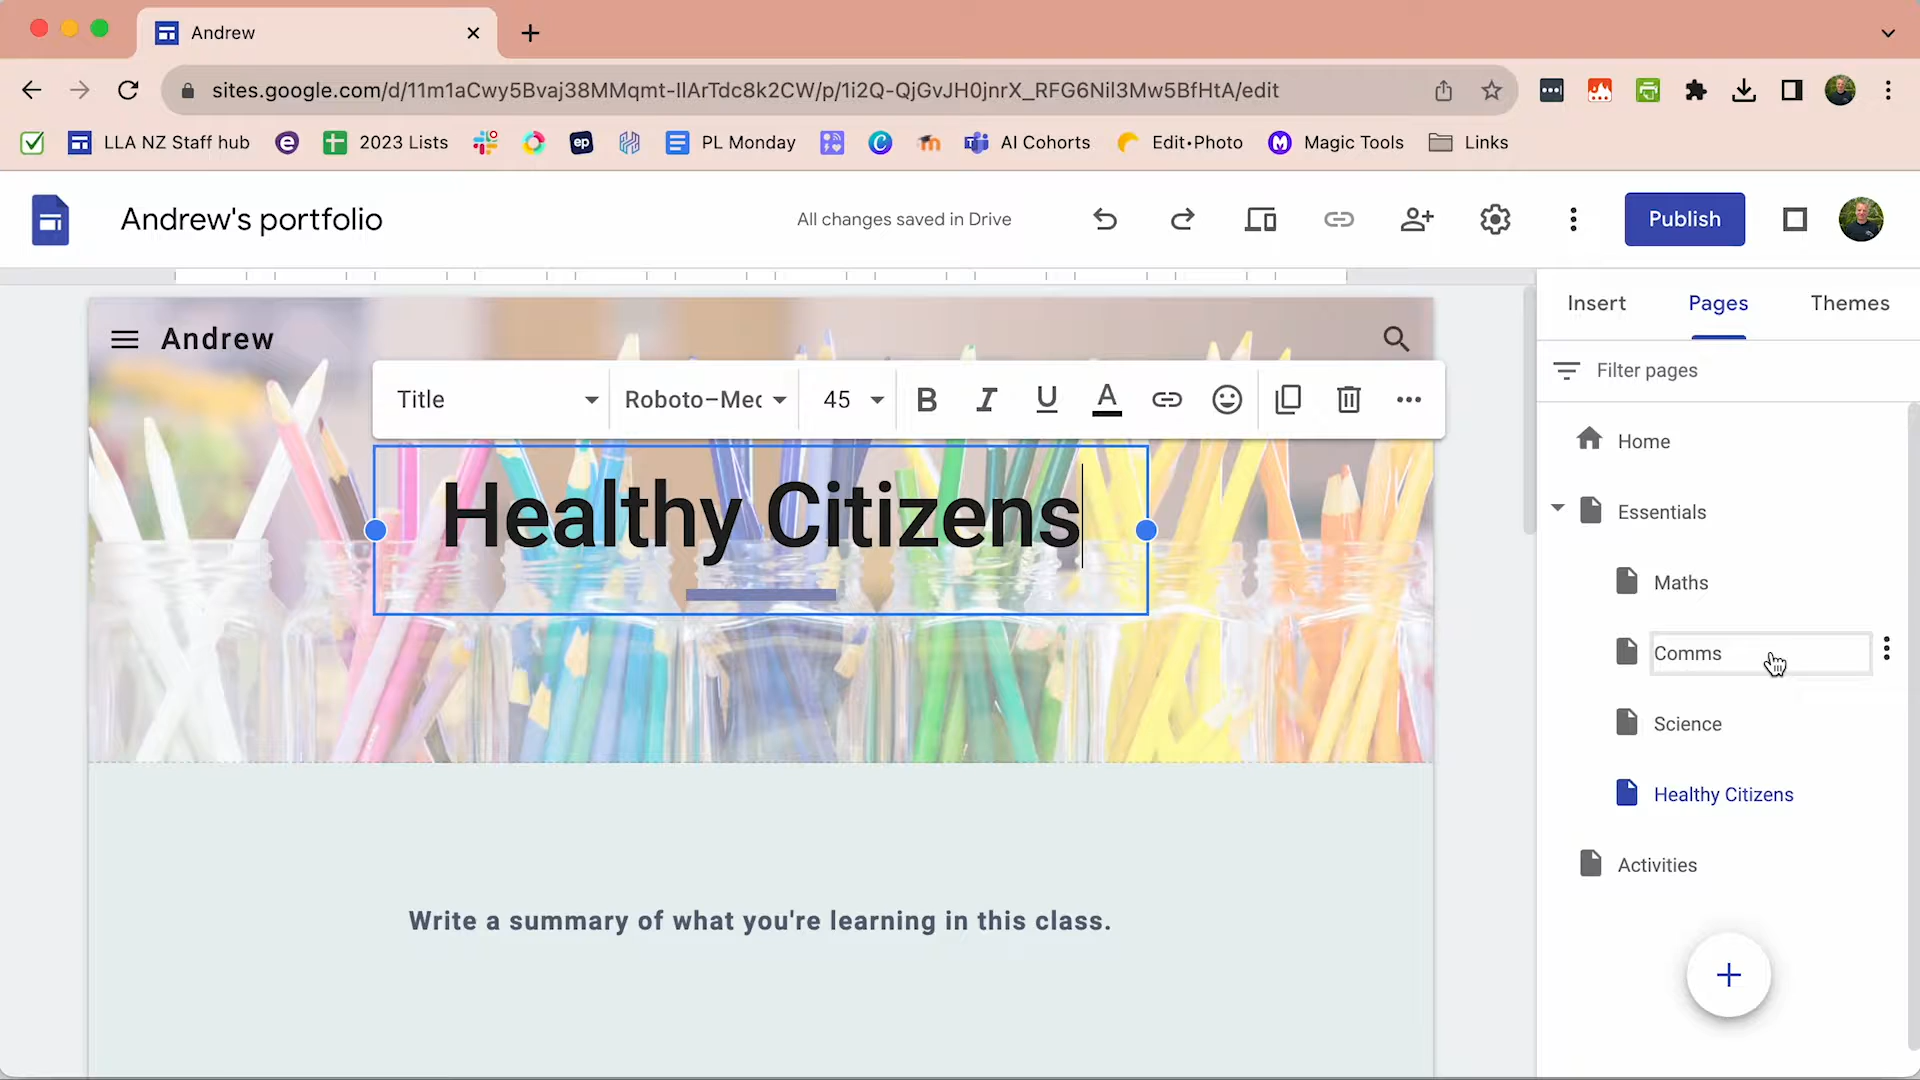 Andrew
sites.google.com/d/11m1aCwy5Bvaj38MMqmt-IlArTdc8k2CW/p/1i2Q-QjGvJH0jnrX_RFG6Nil3Mw5BfHtA/edit
LLA NZ Staff hub
2023 Lists
ep
PL Monday
AI Cohorts
Edit•Photo
Magic Tools
Links
Andrew's portfolio
All changes saved in Drive
Publish
Insert
Pages
Themes
Andrew
Filter pages
Title
Roboto–Mec
45
B
I
U
A
Home
Healthy Citizens
Essentials
Maths
Comms
Science
Healthy Citizens
Activities
Write a summary of what you're learning in this class.